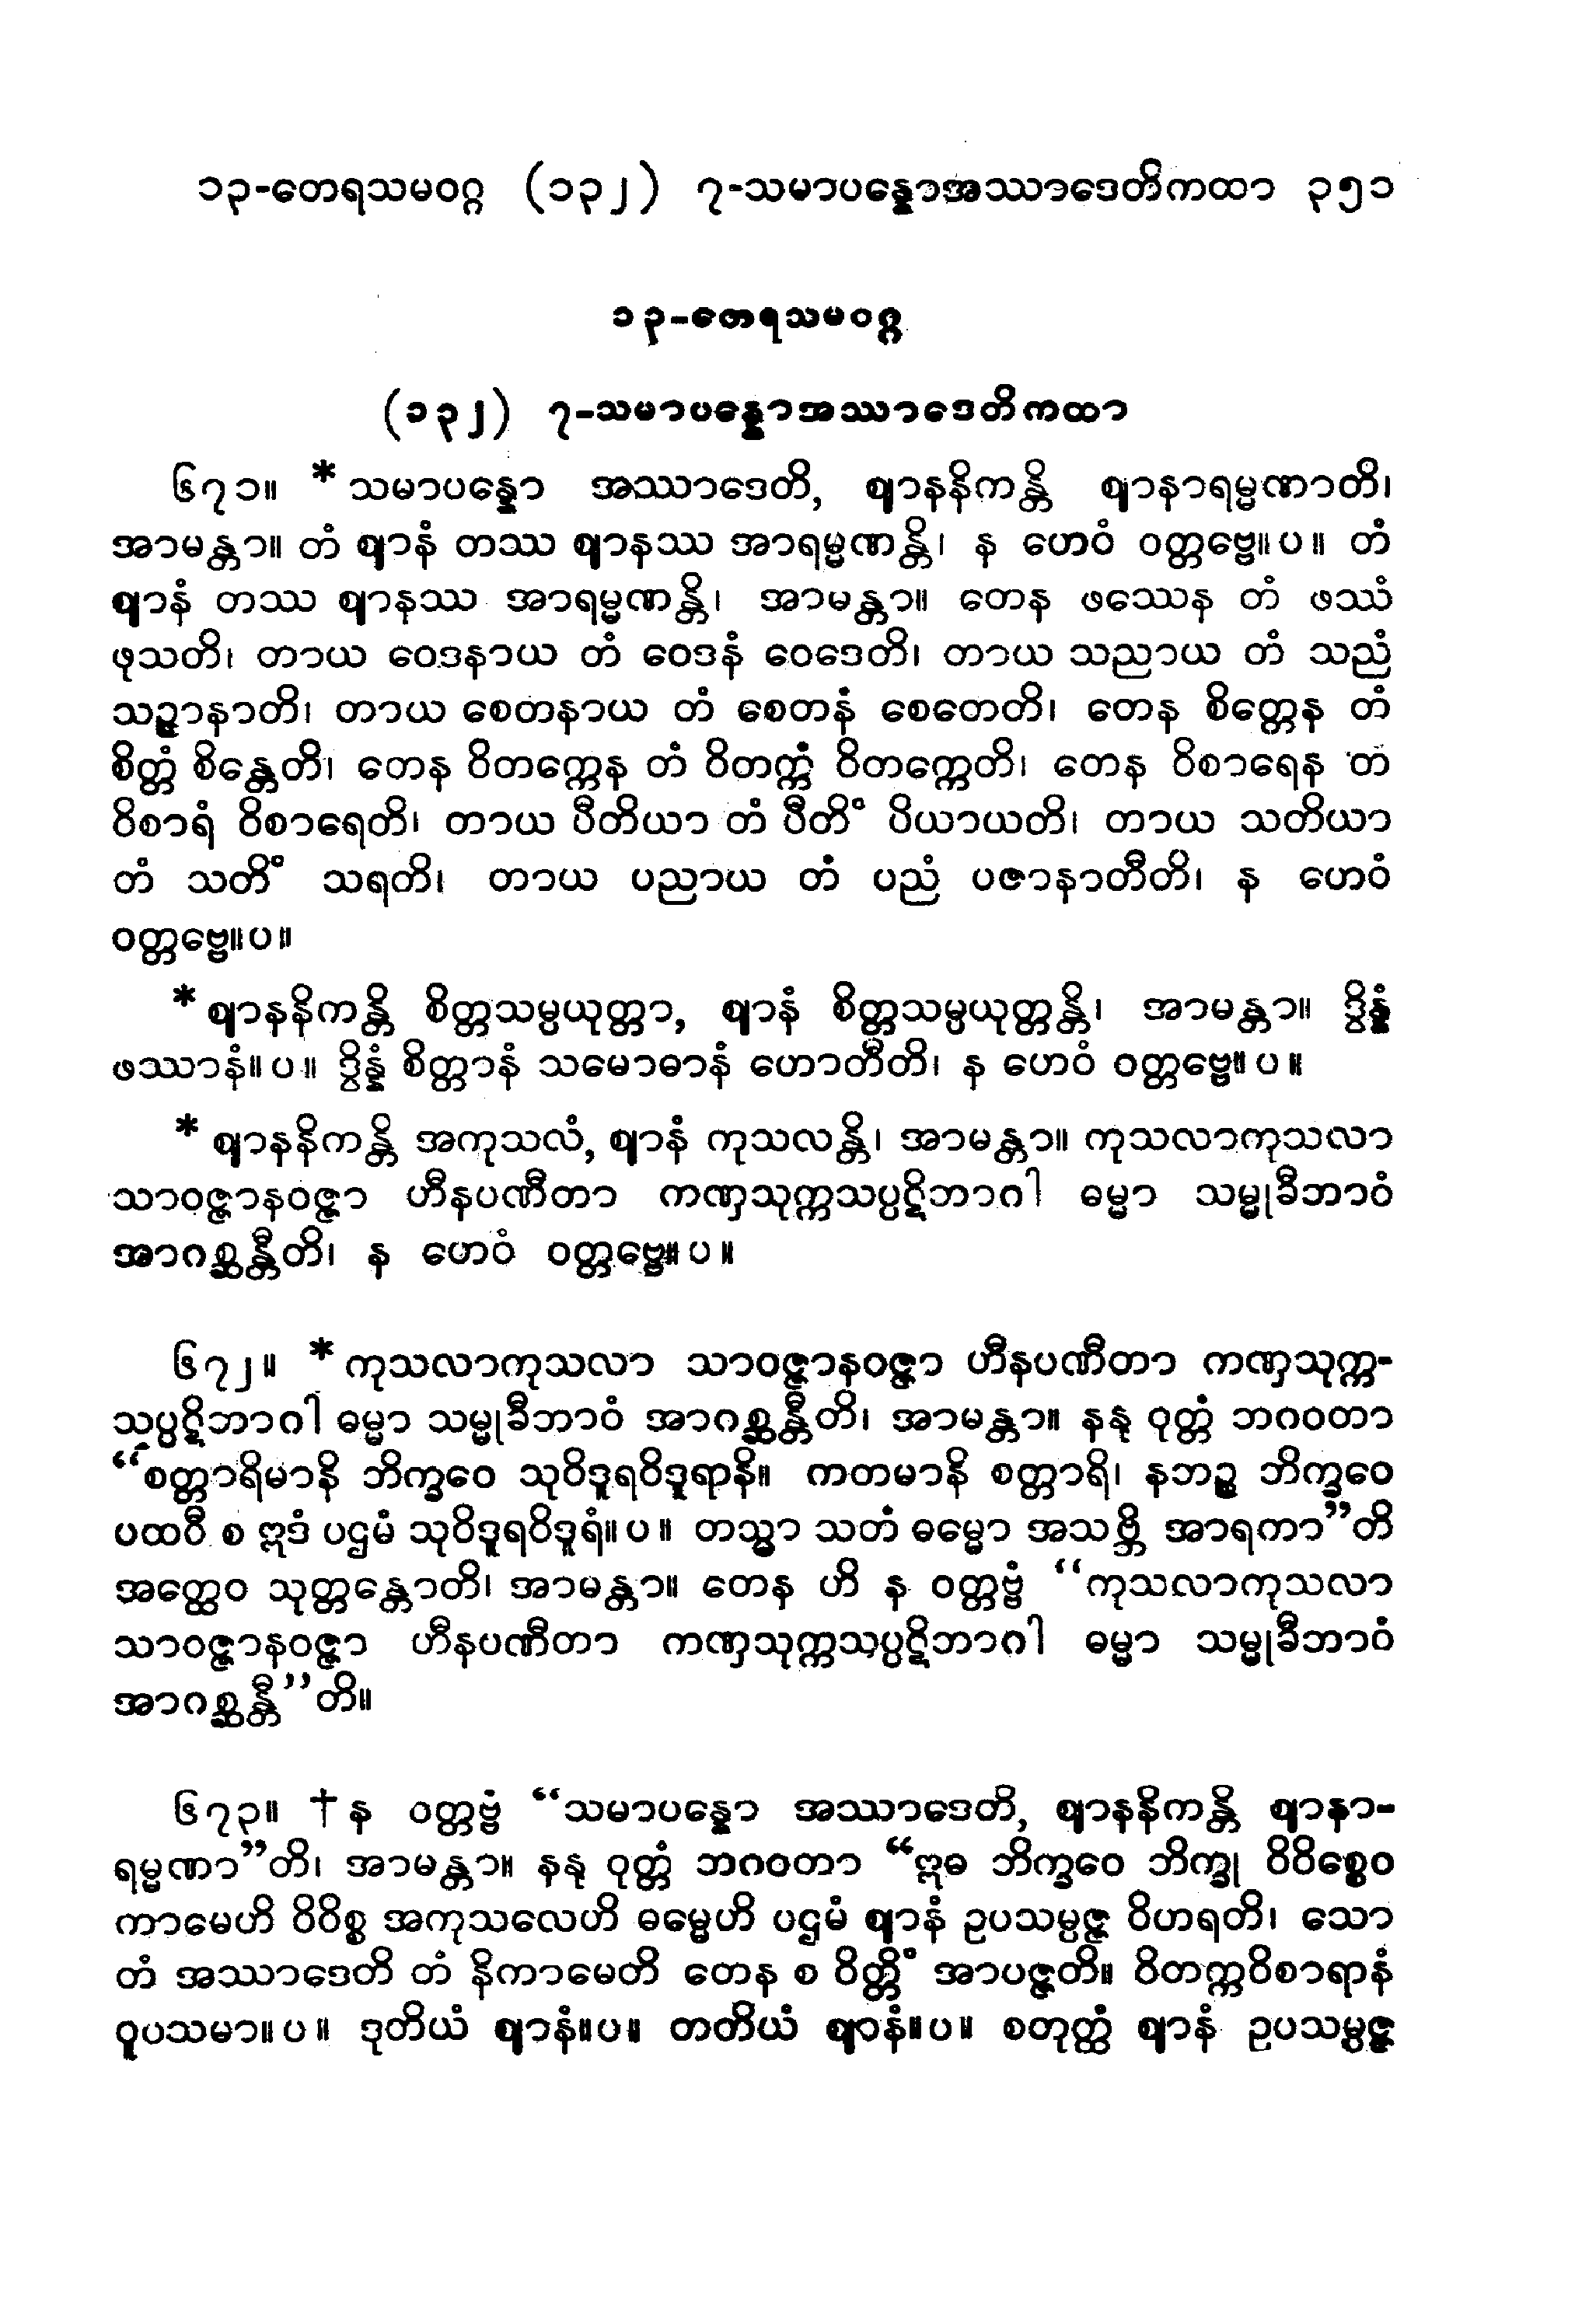 ၁၃-တေရသမဝဂ္ဂ (၁၃၂) ၇-သမာပန္နောအဿာဒေတိကထာ ၃၅၁
၁၃-တေရသမဝဂ္ဂ
(၁၃၂) ၇-သမာပန္နောအဿာဒေတိကထာ
၆၇၁။ * သမာပန္နော အဿာဒေတိ, ဈာနနိကန္တိ ဈာနာရမ္မဏာတိ၊
အာမန္တာ။ တံ ဈာနံ တဿ ဈာနဿ အာရမ္မဏန္တိ၊ န ဟေဝံ ဝတ္တဗ္ဗေ။ပ။ တံ
ဈာနံ တဿ ဈာနဿ အာရမ္မဏန္တိ၊ အာမန္တာ။ တေန ဖဿေန တံ ဖဿံ
ဖုသတိ၊ တာယ ဝေဒနာယ တံ ဝေဒနံ ဝေဒေတိ၊ တာယ သညာယ တံ သညံ
သဉ္ဇာနာတိ၊ တာယ စေတနာယ တံ စေတနံ စေတေတိ၊ တေန စိတ္တေန တံ
စိတ္တံ စိန္တေတိ၊ တေန ဝိတက္ကေန တံ ဝိတက္ကံ ဝိတက္ကေတိ၊ တေန ဝိစာရေန တံ
ဝိစာရံ ဝိစာရေတိ၊ တာယ ပီတိယာ တံ ပီတိံ ပိယာယတိ၊ တာယ သတိယာ
တံ သတိံ သရတိ၊ တာယ ပညာယ တံ ပညံ ပဇာနာတီတိ၊ န ဟေဝံ
ဝတ္တဗ္ဗေ။ပ။
* ဈာနနိကန္တိ စိတ္တသမ္ပယုတ္တာ, ဈာနံ စိတ္တသမ္ပယုတ္တန္တိ၊ အာမန္တာ။ ဒွိန္နံ
ဖဿာနံ။ပ။ ဒွိန္နံ စိတ္တာနံ သမောဓာနံ ဟောတီတိ၊ န ဟေဝံ ဝတ္တဗ္ဗေ။ပ။
* ဈာနနိကန္တိ အကုသလံ, ဈာနံ ကုသလန္တိ၊ အာမန္တာ။ ကုသလာကုသလာ
သာဝဇ္ဇာနဝဇ္ဇာ ဟီနပဏီတာ ကဏှသုက္ကသပ္ပဋိဘာဂါ ဓမ္မာ သမ္မုခီဘာဝံ
အာဂစ္ဆန္တီတိ၊ န ဟေဝံ ဝတ္တဗ္ဗေ။ပ။
၆၇၂။ * ကုသလာကုသလာ သာဝဇ္ဇာနဝဇ္ဇာ ဟီနပဏီတာ ကဏှသုက္က-
သပ္ပဋိဘာဂါ ဓမ္မာ သမ္မုခီဘာဝံ အာဂစ္ဆန္တီတိ၊ အာမန္တာ။ နနု ဝုတ္တံ ဘဂဝတာ
“စတ္တာရိမာနိ ဘိက္ခဝေ သုဝိဒူရဝိဒူရာနိ။ ကတမာနိ စတ္တာရိ၊ နဘဉ္စ ဘိက္ခဝေ
ပထဝီ စ ဣဒံ ပဌမံ သုဝိဒူရဝိဒူရံ။ပ။ တသ္မာ သတံ ဓမ္မော အသဗ္ဘိ အာရကာ”တိ
အတ္ထေဝ သုတ္တန္တောတိ၊ အာမန္တာ။ တေန ဟိ န ဝတ္တဗ္ဗံ “ကုသလာကုသလာ
သာဝဇ္ဇာနဝဇ္ဇာ ဟီနပဏီတာ ကဏှသုက္ကသပ္ပဋိဘာဂါ ဓမ္မာ သမ္မုခီဘာဝံ
အာဂစ္ဆန္တီ”တိ။
၆၇၃။ † န ဝတ္တဗ္ဗံ “သမာပန္နော အဿာဒေတိ, ဈာနနိကန္တိ ဈာနာ-
ရမ္မဏာ”တိ၊ အာမန္တာ။ နနု ဝုတ္တံ ဘဂဝတာ “ဣဓ ဘိက္ခဝေ ဘိက္ခု ဝိဝိစ္စေဝ
ကာမေဟိ ဝိဝိစ္စ အကုသလေဟိ ဓမ္မေဟိ ပဌမံ ဈာနံ ဥပသမ္ပဇ္ဇ ဝိဟရတိ၊ သော
တံ အဿာဒေတိ တံ နိကာမေတိ တေန စ ဝိတ္တိံ အာပဇ္ဇတိ။ ဝိတက္ကဝိစာရာနံ
ဝူပသမာ။ပ။ ဒုတိယံ ဈာနံ။ပ။ တတိယံ ဈာနံ။ပ။ စတုတ္ထံ ဈာနံ ဥပသမ္ပဇ္ဇ